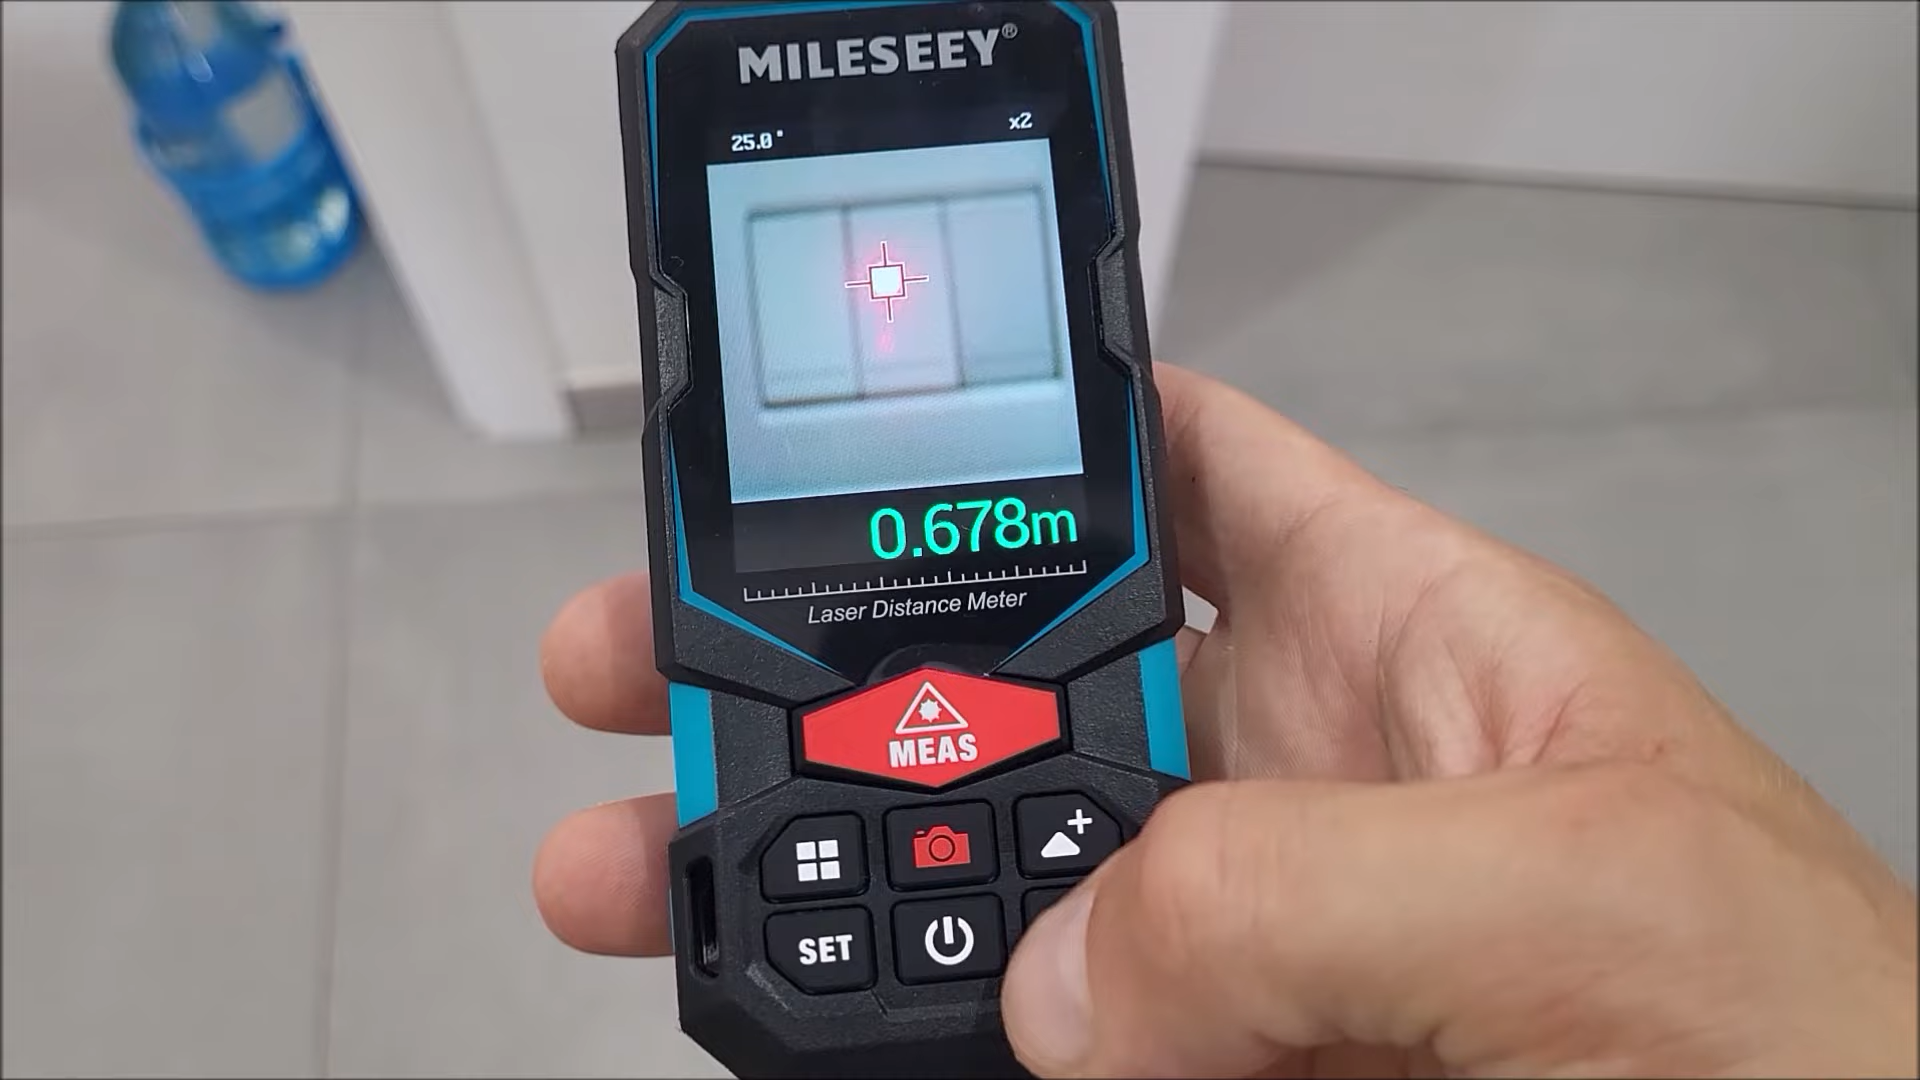 MILESEEY®
25.0°
x2
0.678m
Laser Distance Meter
MEAS
SET